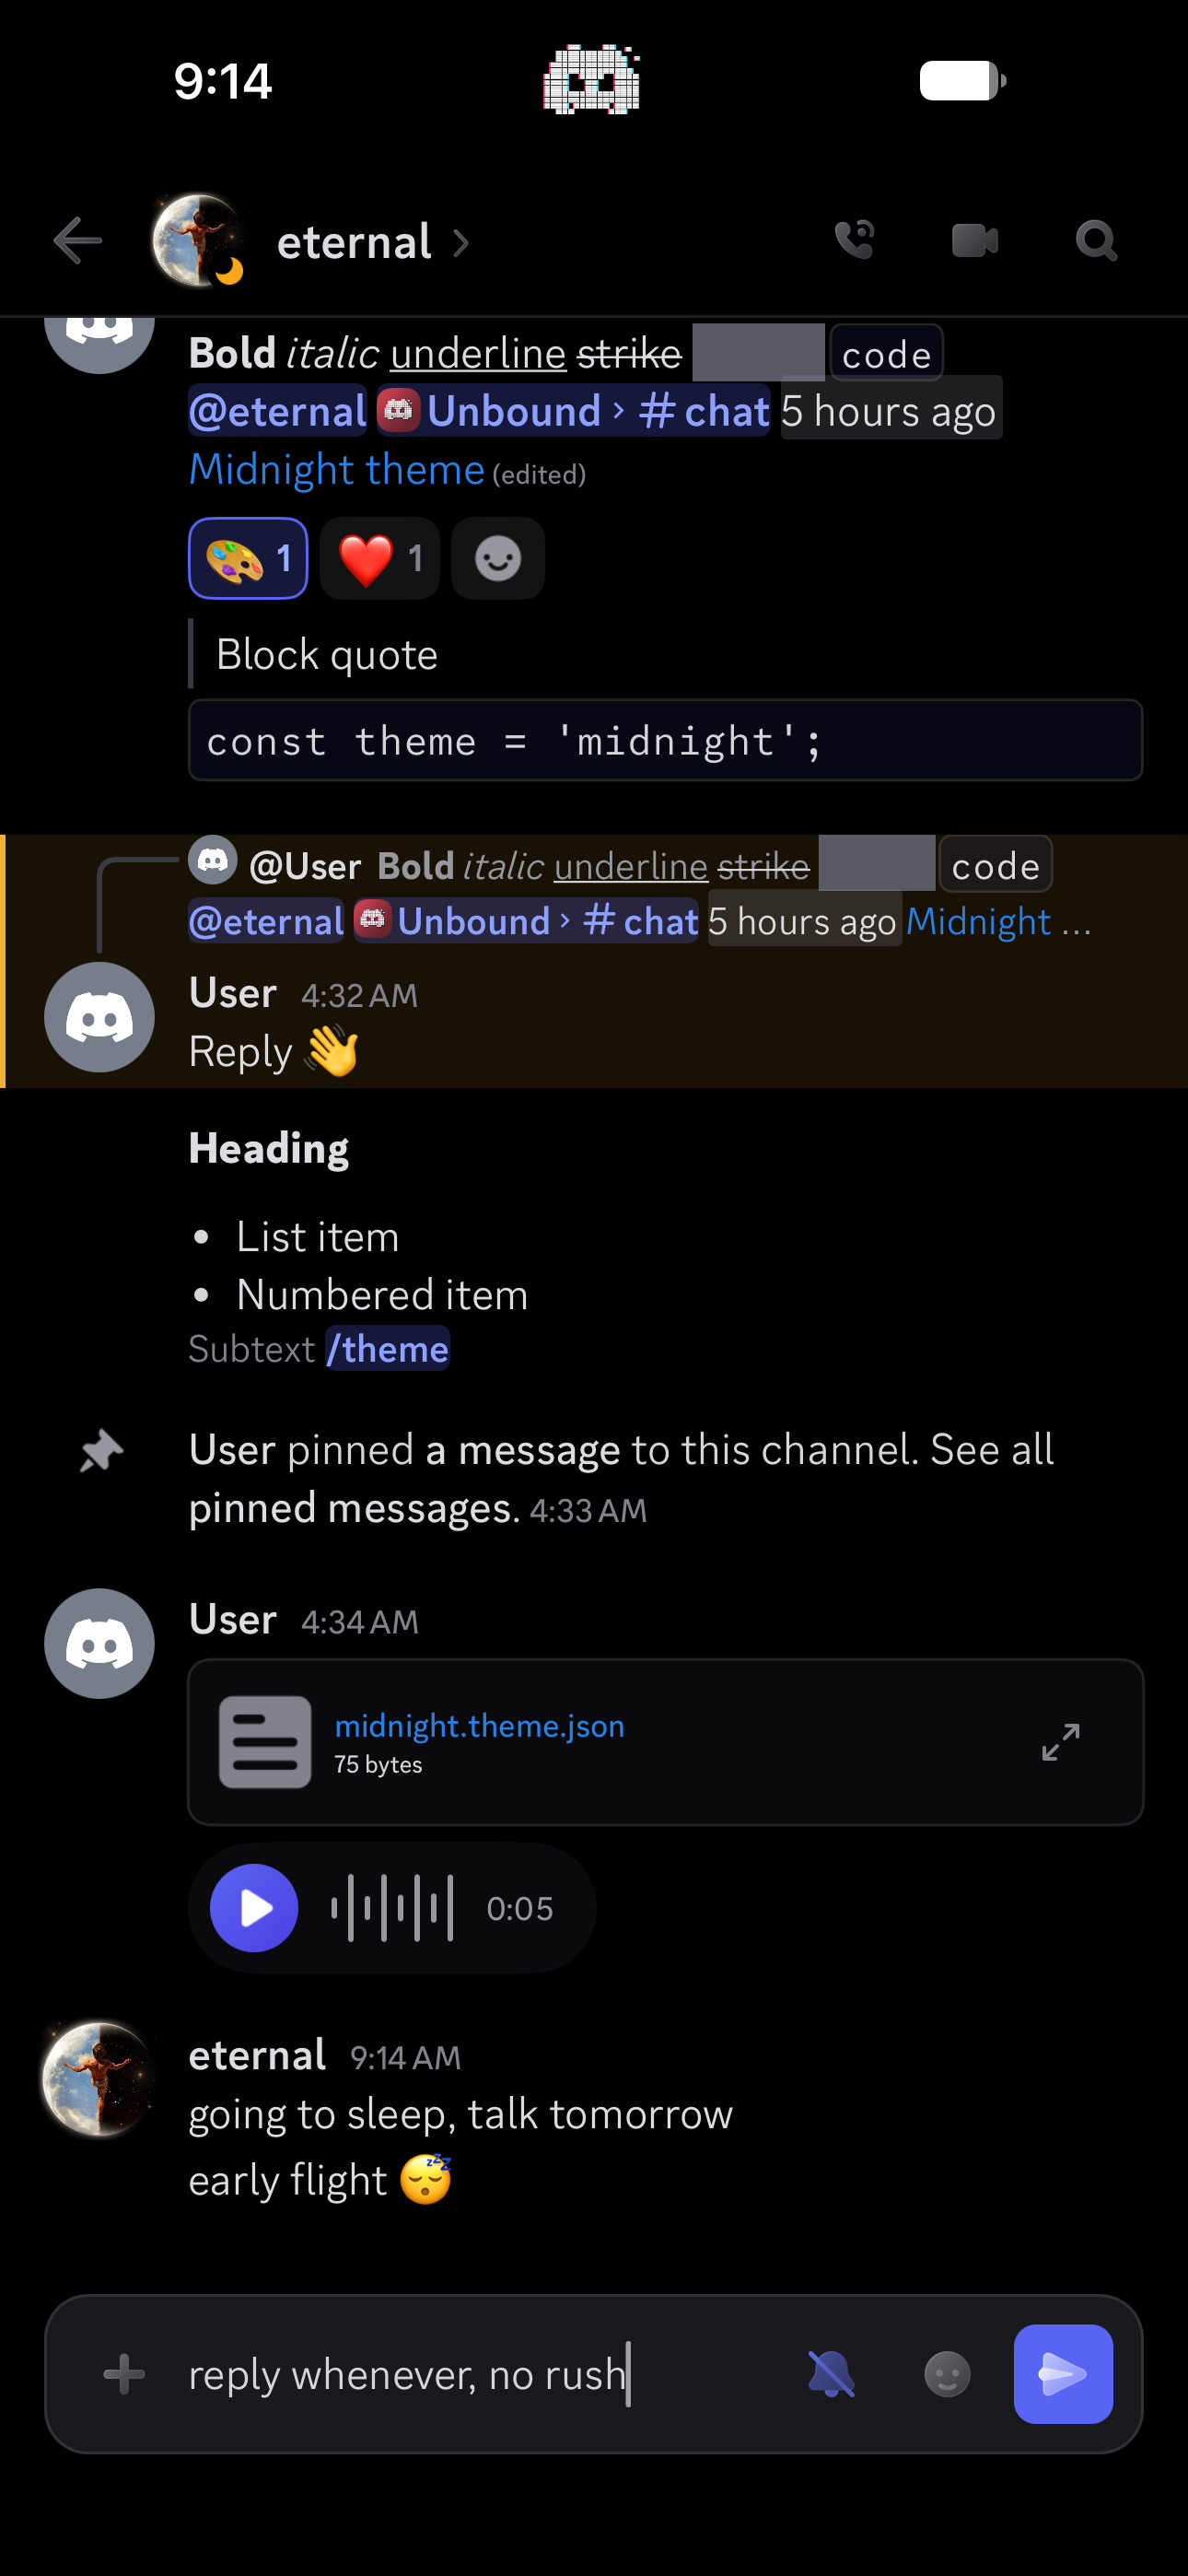 9:14
eternal
Bold italic underline strike code
@eternal Unbound › # chat 5 hours ago
Midnight theme (edited)
1 1
Block quote
const theme = 'midnight';
@User Bold italic underline strike code
@eternal Unbound › # chat 5 hours ago Midnight ...
User 4:32 AM
Reply 👋
Heading
• List item
• Numbered item
Subtext /theme
User pinned a message to this channel. See all
pinned messages. 4:33 AM
User 4:34 AM
midnight.theme.json
75 bytes
0:05
eternal 9:14 AM
going to sleep, talk tomorrow
early flight 😴
reply whenever, no rush